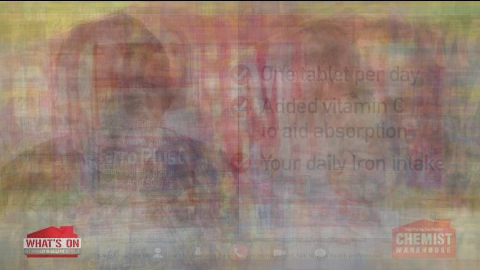 One tablet per day
Added vitamin C
to aid absorption
Your daily Iron intake
WHAT'S ON
CHEMIST
WAREHOUSE